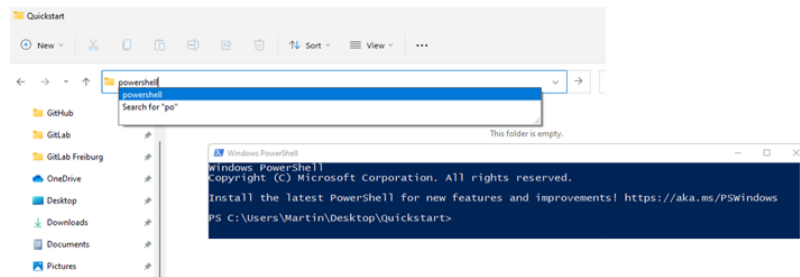 Quickstart
New
Sort
View
powershell
powershell
Search for "po"
This folder is empty.
GitHub
GitLab
GitLab Freiburg
OneDrive
Desktop
Downloads
Documents
Pictures
Windows PowerShell
Windows PowerShell
Copyright (C) Microsoft Corporation. All rights reserved.
Install the latest PowerShell for new features and improvements! https://aka.ms/PSWindows
PS C:\Users\Martin\Desktop\Quickstart>